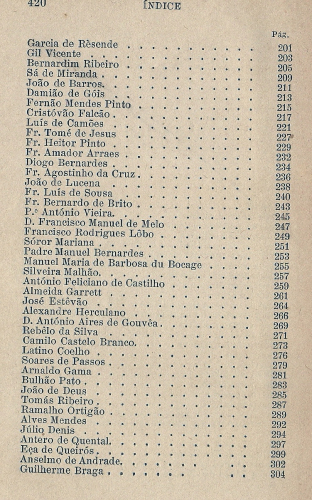 420 ÍNDICE
Pág.
Garcia de Rèsende . . . . . . . . 201
Gil Vicente . . . . . . . . 203
Bernardim Ribeiro . . . . . . . . 205
Sá de Miranda . . . . . . . . 209
João de Barros. . . . . . . . 211
Damião de Góis . . . . . . . . 213
Fernão Mendes Pinto . . . . . . . . 215
Cristóvão Falcão . . . . . . . . 217
Luís de Camões . . . . . . . . 221
Fr. Tomé de Jesus . . . . . . . . 227
Fr. Heitor Pinto . . . . . . . . 229
Fr. Amador Arraes . . . . . . . . 232
Diogo Bernardes . . . . . . . . 234
Fr. Agostinho da Cruz . . . . . . . . 236
João de Lucena . . . . . . . . 238
Fr. Luís de Sousa . . . . . . . . 240
Fr. Bernardo de Brito . . . . . . . . 243
P.e António Vieira. . . . . . . . 245
D. Francisco Manuel de Melo . . . . . . 247
Francisco Rodrigues Lôbo . . . . . . 249
Sóror Mariana . . . . . . . . 251
Padre Manuel Bernardes . . . . . . 253
Manuel Maria de Barbosa du Bocage . . . . 255
Silveira Malhão. . . . . . . . 257
António Feliciano de Castilho . . . . . 259
Almeida Garrett . . . . . . . . 261
José Estêvão . . . . . . . . 264
Alexandre Herculano . . . . . . . . 266
D. António Aires de Gouvêa. . . . . . 269
Rebêlo da Silva . . . . . . . . 271
Camilo Castelo Branco. . . . . . . 273
Latino Coelho . . . . . . . . 276
Soares de Passos . . . . . . . . 279
Arnaldo Gama . . . . . . . . 281
Bulhão Pato . . . . . . . . 283
João de Deus . . . . . . . . 285
Tomás Ribeiro . . . . . . . . 287
Ramalho Ortigão . . . . . . . . 289
Alves Mendes . . . . . . . . 292
Júlio Denis . . . . . . . . 294
Antero de Quental. . . . . . . . 297
Eça de Queirós. . . . . . . . 299
Anselmo de Andrade. . . . . . . . 302
Guilherme Braga . . . . . . . . 304